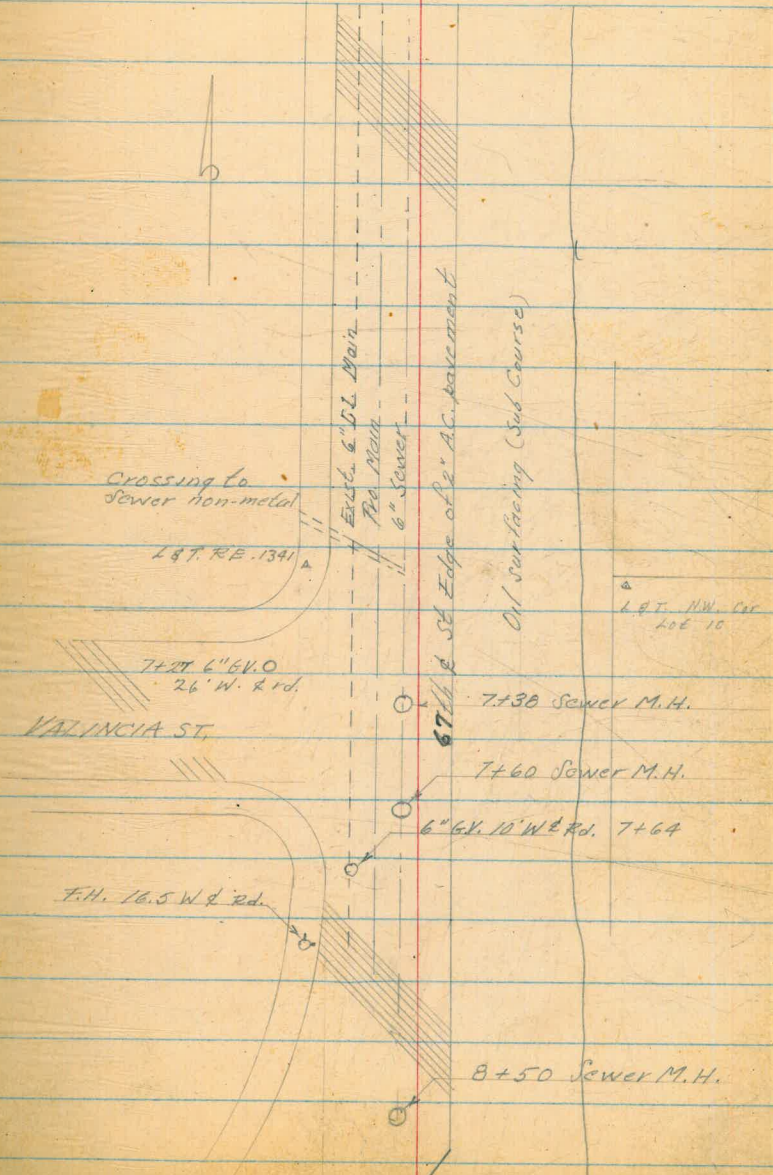 Exist. 6" C.I. Main
Pro. Main
6" Sewer
67th ℄ St Edge of 2" A.C. pavement
Oil Surfacing (Sub Course)
Crossing to
Sewer non-metal
L & T. R.E. 1341
L & T. N.W. Cor
Lot 10
7+27 6" G.V. O
26' W. ℄ rd.
VALINCIA ST.
7+38 Sewer M.H.
7+60 Sewer M.H.
6" G.V. 10' W ℄ Rd. 7+64
F.H. 16.5 W ℄ Rd.
8+50 Sewer M.H.